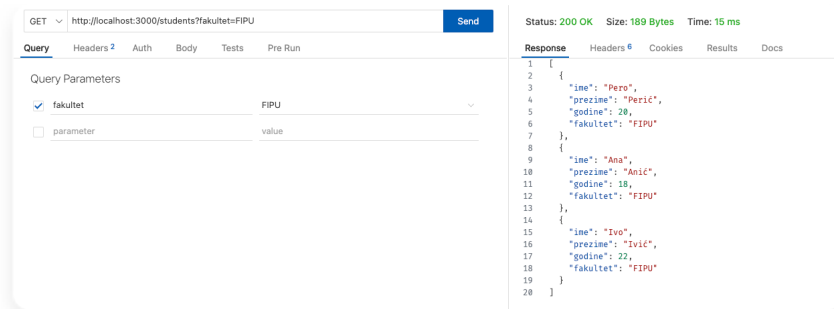 GET http://localhost:3000/students?fakultet=FIPU Send
Query Headers 2 Auth Body Tests Pre Run
Query Parameters
fakultet FIPU
parameter value
Status: 200 OK Size: 189 Bytes Time: 15 ms
Response Headers 6 Cookies Results Docs
1 [
2 {
3 "ime": "Pero",
4 "prezime": "Perić",
5 "godine": 20,
6 "fakultet": "FIPU"
7 },
8 {
9 "ime": "Ana",
10 "prezime": "Anić",
11 "godine": 18,
12 "fakultet": "FIPU"
13 },
14 {
15 "ime": "Ivo",
16 "prezime": "Ivić",
17 "godine": 22,
18 "fakultet": "FIPU"
19 }
20 ]